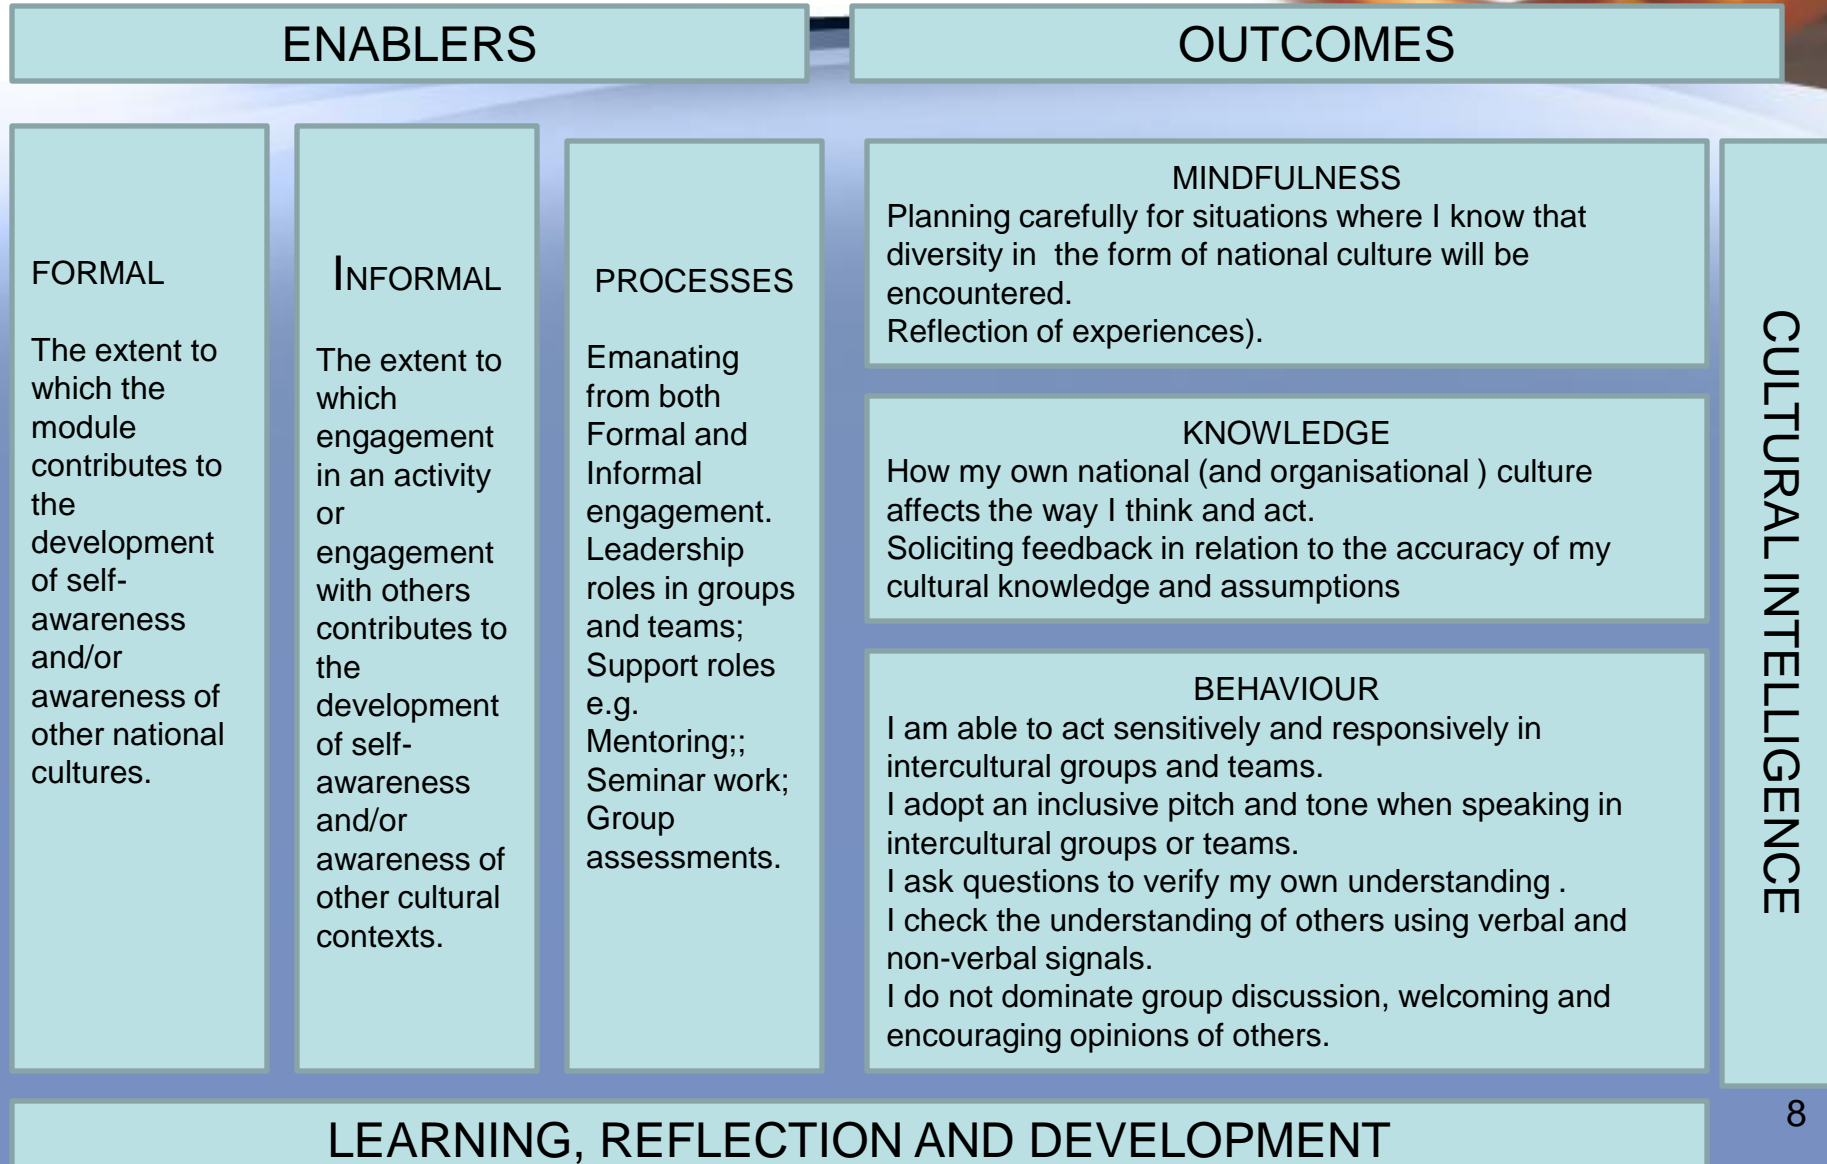 ENABLERS
OUTCOMES
FORMAL
The extent to
which the
module
contributes to
the
development
of self-
awareness
and/or
awareness of
other national
cultures.
INFORMAL
The extent to
which
engagement
in an activity
or
engagement
with others
contributes to
the
development
of self-
awareness
and/or
awareness of
other cultural
contexts.
PROCESSES
Emanating
from both
Formal and
Informal
engagement.
Leadership
roles in groups
and teams;
Support roles
e.g.
Mentoring;;
Seminar work;
Group
assessments.
MINDFULNESS
Planning carefully for situations where I know that
diversity in  the form of national culture will be
encountered.
Reflection of experiences).
KNOWLEDGE
How my own national (and organisational ) culture
affects the way I think and act.
Soliciting feedback in relation to the accuracy of my
cultural knowledge and assumptions
BEHAVIOUR
I am able to act sensitively and responsively in
intercultural groups and teams.
I adopt an inclusive pitch and tone when speaking in
intercultural groups or teams.
I ask questions to verify my own understanding .
I check the understanding of others using verbal and
non-verbal signals.
I do not dominate group discussion, welcoming and
encouraging opinions of others.
CULTURAL INTELLIGENCE
LEARNING, REFLECTION AND DEVELOPMENT
8